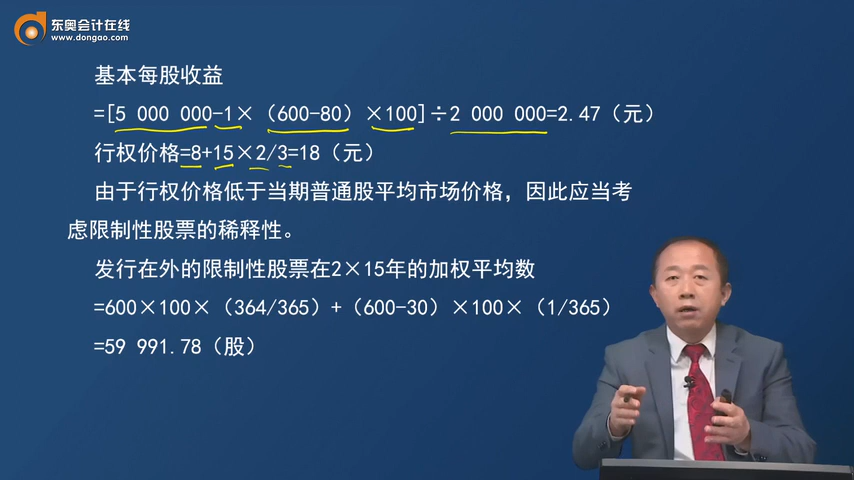 东奥会计在线
www.dongao.com
基本每股收益
=[5 000 000-1×（600-80）×100]÷2 000 000=2.47（元）
行权价格=8+15×2/3=18（元）
由于行权价格低于当期普通股平均市场价格，因此应当考
虑限制性股票的稀释性。
发行在外的限制性股票在2×15年的加权平均数
=600×100×（364/365）+（600-30）×100×（1/365）
=59 991.78（股）